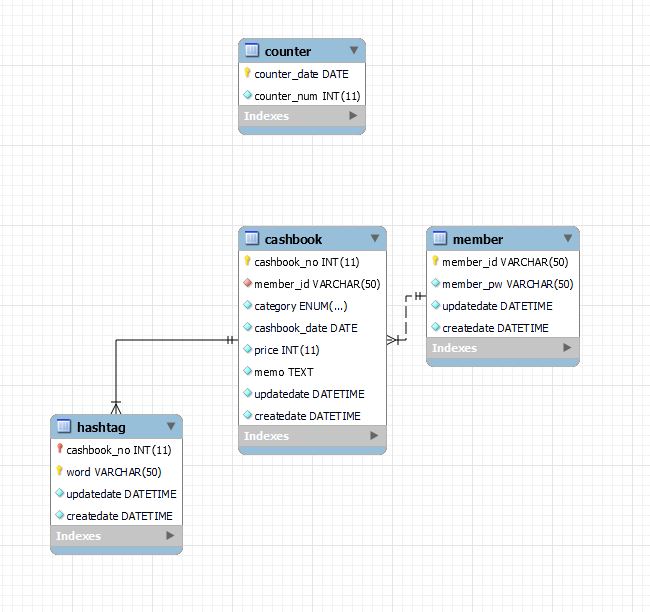 counter
counter_date DATE
counter_num INT(11)
Indexes
cashbook
cashbook_no INT(11)
member_id VARCHAR(50)
category ENUM(...)
cashbook_date DATE
price INT(11)
memo TEXT
updatedate DATETIME
createdate DATETIME
Indexes
member
member_id VARCHAR(50)
member_pw VARCHAR(50)
updatedate DATETIME
createdate DATETIME
Indexes
hashtag
cashbook_no INT(11)
word VARCHAR(50)
updatedate DATETIME
createdate DATETIME
Indexes